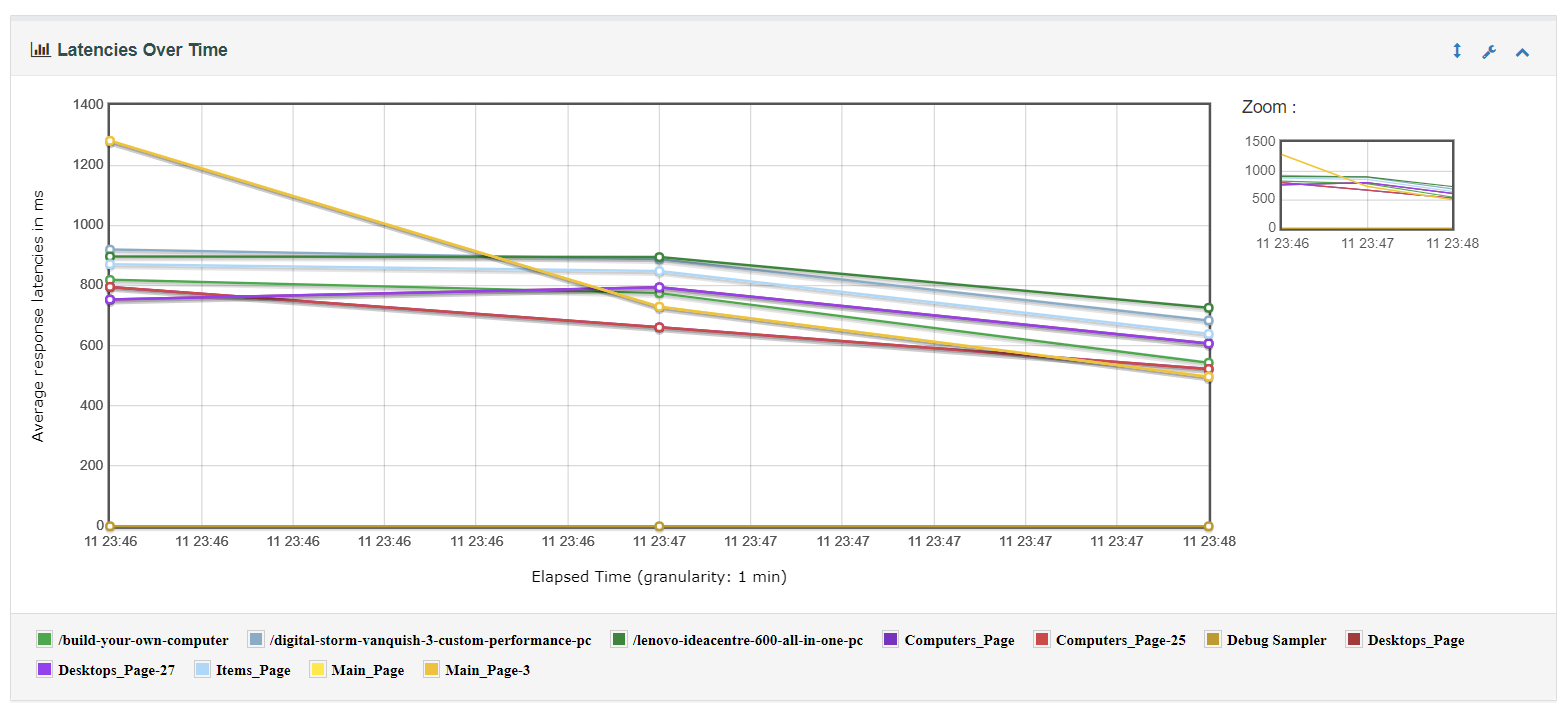 Latencies Over Time
1400
1200
1000
800
600
400
200
0
Average response latencies in ms
11 23:46 11 23:46 11 23:46 11 23:46 11 23:46 11 23:46 11 23:47 11 23:47 11 23:47 11 23:47 11 23:47 11 23:47 11 23:48
Elapsed Time (granularity: 1 min)
Zoom :
1500
1000
500
0
11 23:46 11 23:47 11 23:48
/build-your-own-computer /digital-storm-vanquish-3-custom-performance-pc /lenovo-ideacentre-600-all-in-one-pc Computers_Page Computers_Page-25 Debug Sampler Desktops_Page
Desktops_Page-27 Items_Page Main_Page Main_Page-3